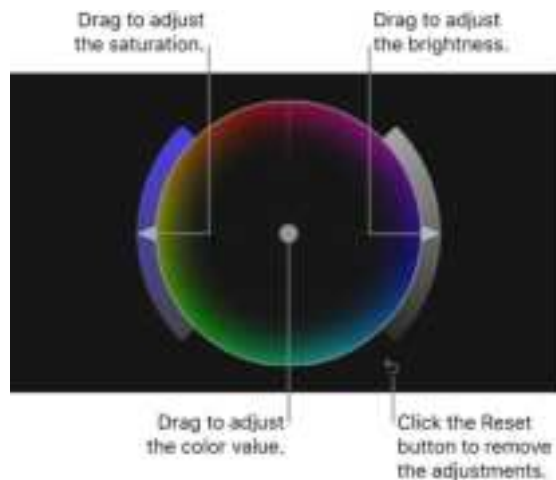 Drag to adjust
the saturation.
Drag to adjust
the brightness.
Drag to adjust
the color value.
Click the Reset
button to remove
the adjustments.